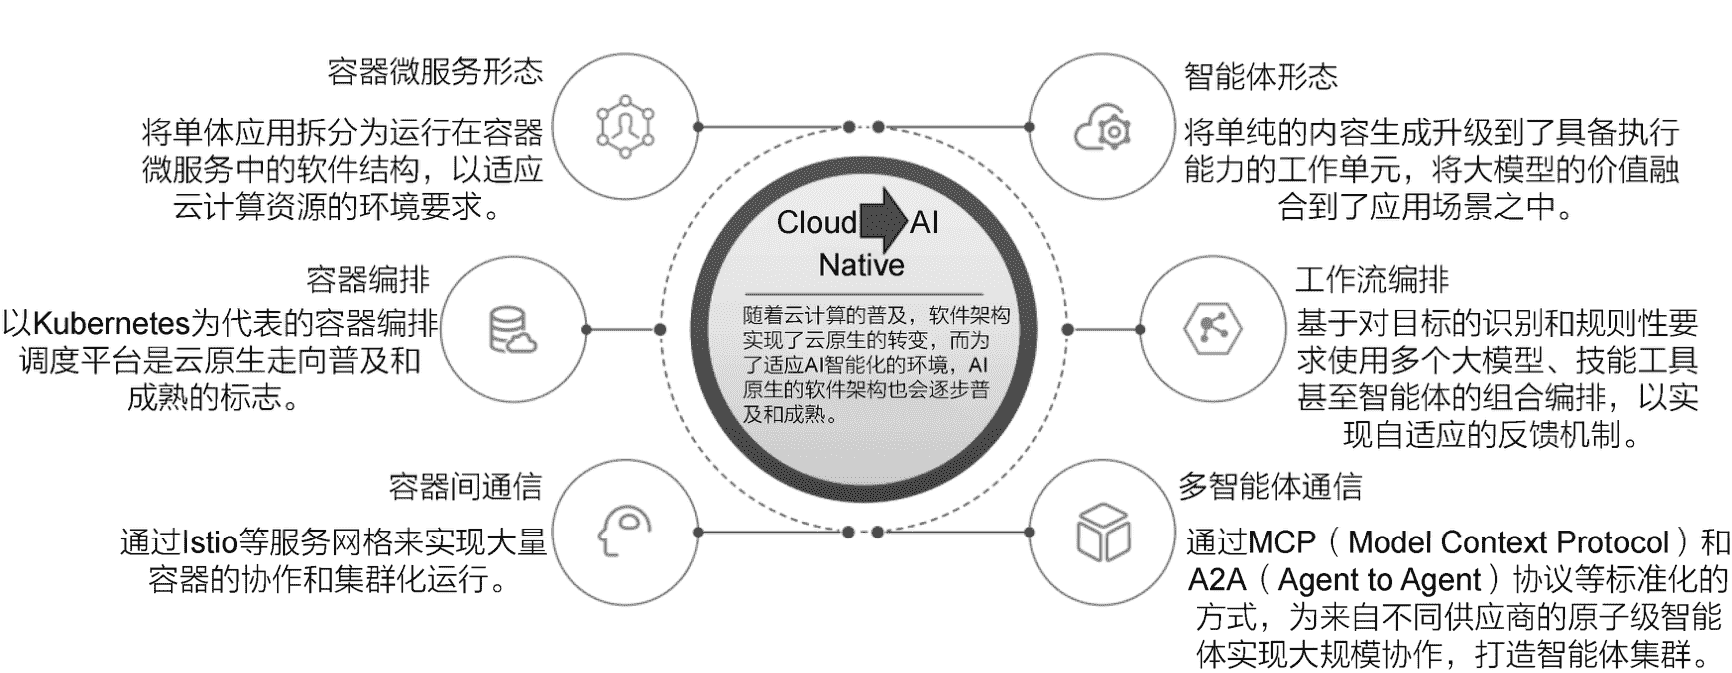 容器微服务形态
将单体应用拆分为运行在容器
微服务中的软件结构，以适应
云计算资源的环境要求。
容器编排
以Kubernetes为代表的容器编排
调度平台是云原生走向普及和
成熟的标志。
容器间通信
通过Istio等服务网格来实现大量
容器的协作和集群化运行。
Cloud AI
Native
随着云计算的普及，软件架构
实现了云原生的转变，而为
了适应AI智能化的环境，AI
原生的软件架构也会逐步普
及和成熟。
智能体形态
将单纯的内容生成升级到了具备执行
能力的工作单元，将大模型的价值融
合到了应用场景之中。
工作流编排
基于对目标的识别和规则性要
求使用多个大模型、技能工具
甚至智能体的组合编排，以实
现自适应的反馈机制。
多智能体通信
通过MCP（Model Context Protocol）和
A2A（Agent to Agent）协议等标准化的
方式，为来自不同供应商的原子级智能
体实现大规模协作，打造智能体集群。